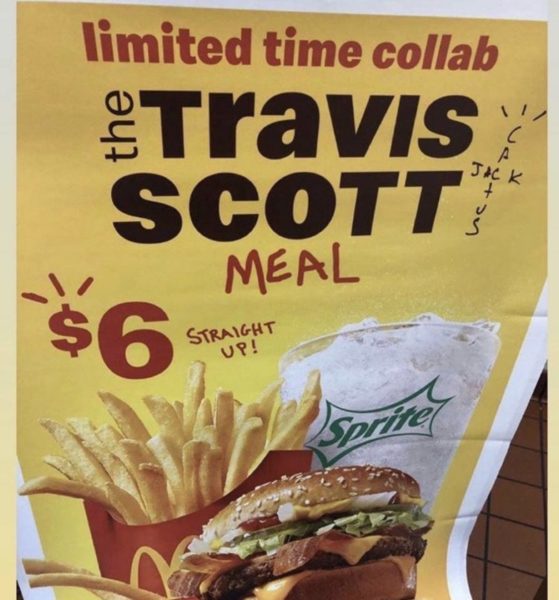 limited time collab
the Travis
Scott
MEAL
CACTUS
JACK
$6 STRAIGHT
UP!
Sprite